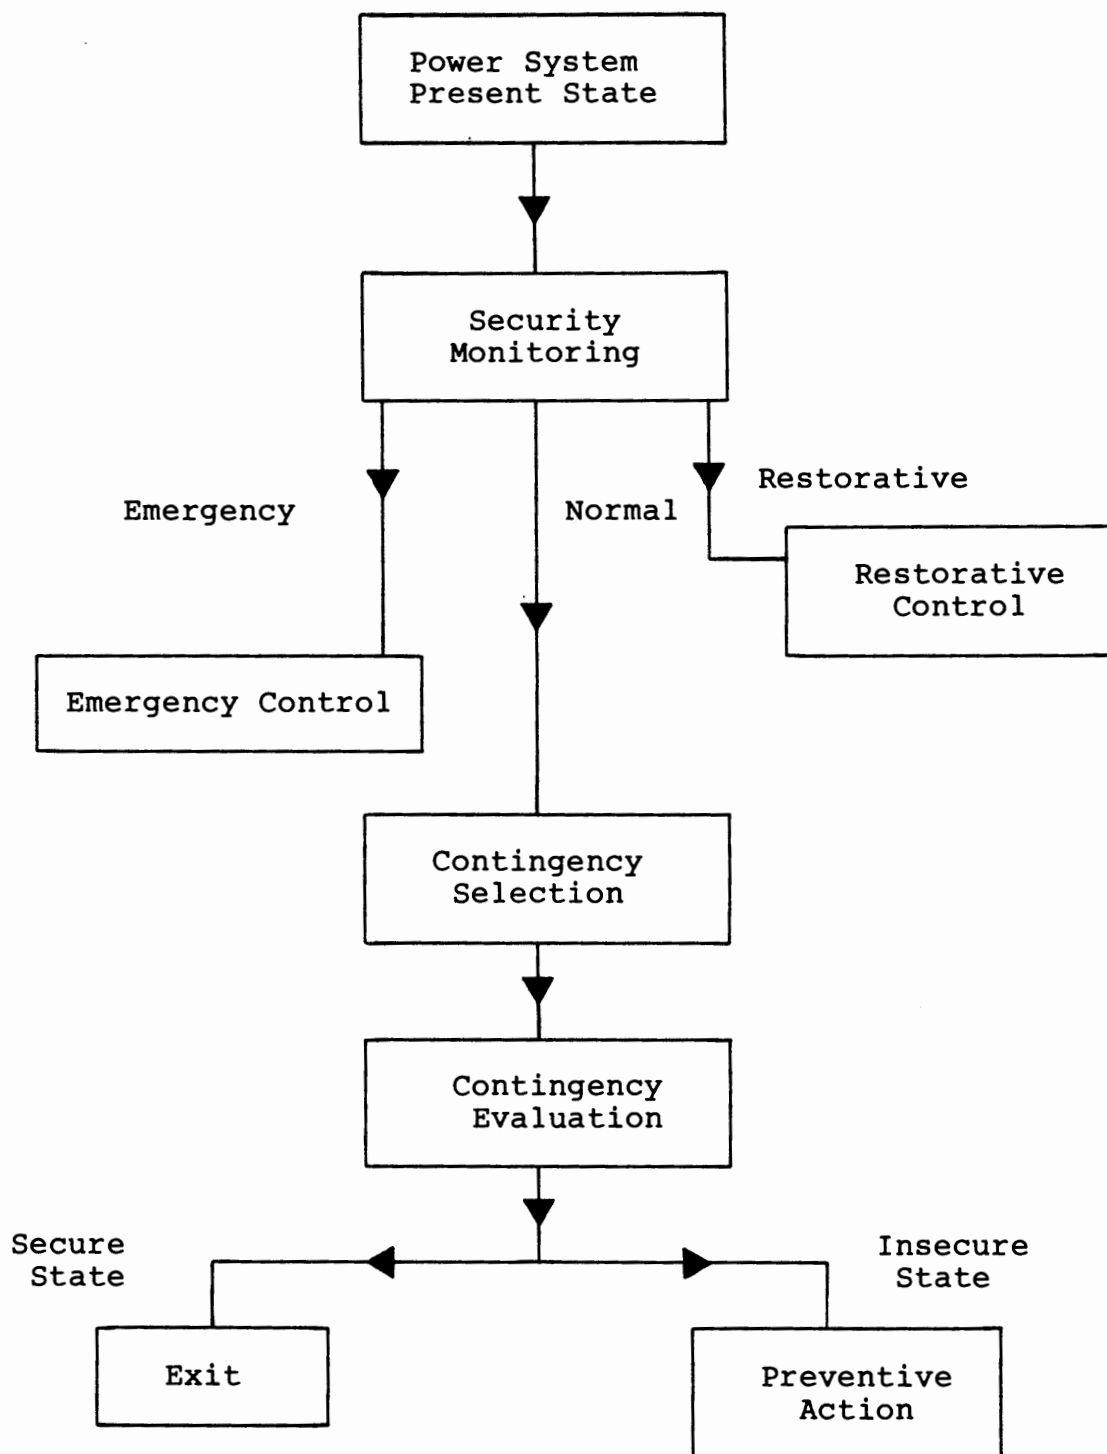 Power System
Present State
Security
Monitoring
Emergency
Normal
Restorative
Restorative
Control
Emergency Control
Contingency
Selection
Contingency
Evaluation
Secure
State
Insecure
State
Exit
Preventive
Action